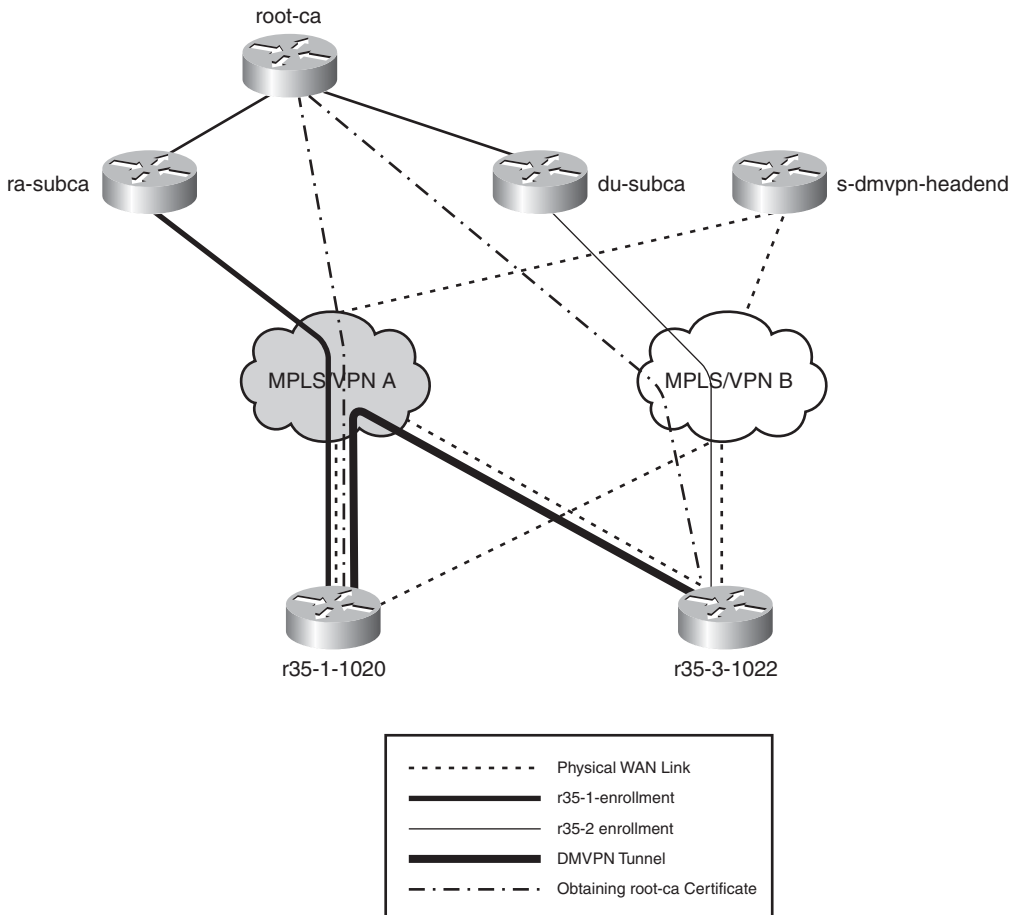 root-ca
ra-subca
du-subca
s-dmvpn-headend
MPLS/VPN A
MPLS/VPN B
r35-1-1020
r35-3-1022
Physical WAN Link
r35-1-enrollment
r35-2 enrollment
DMVPN Tunnel
Obtaining root-ca Certificate